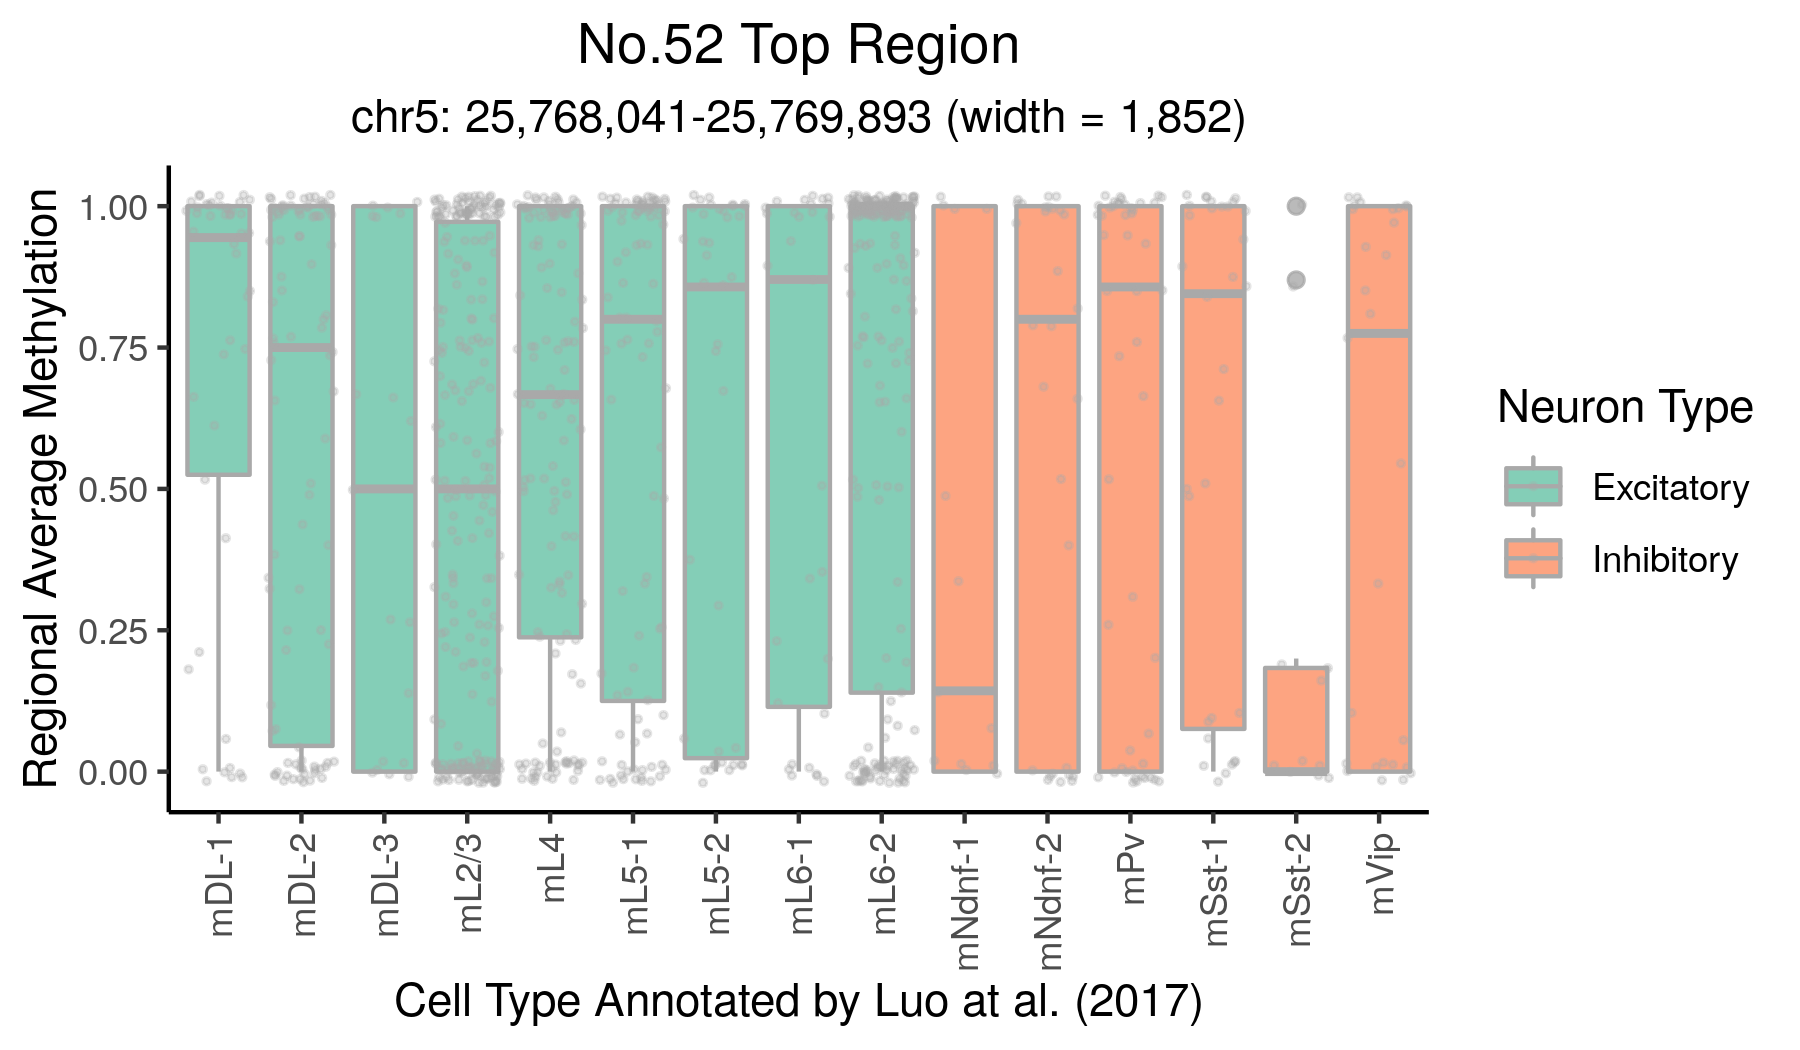 No.52 Top Region
chr5: 25,768,041-25,769,893 (width = 1,852)
Regional Average Methylation
1.00
0.75
0.50
0.25
0.00
mDL-1
mDL-2
mDL-3
mL2/3
mL4
mL5-1
mL5-2
mL6-1
mL6-2
mNdnf-1
mNdnf-2
mPv
mSst-1
mSst-2
mVip
Cell Type Annotated by Luo at al. (2017)
Neuron Type
Excitatory
Inhibitory